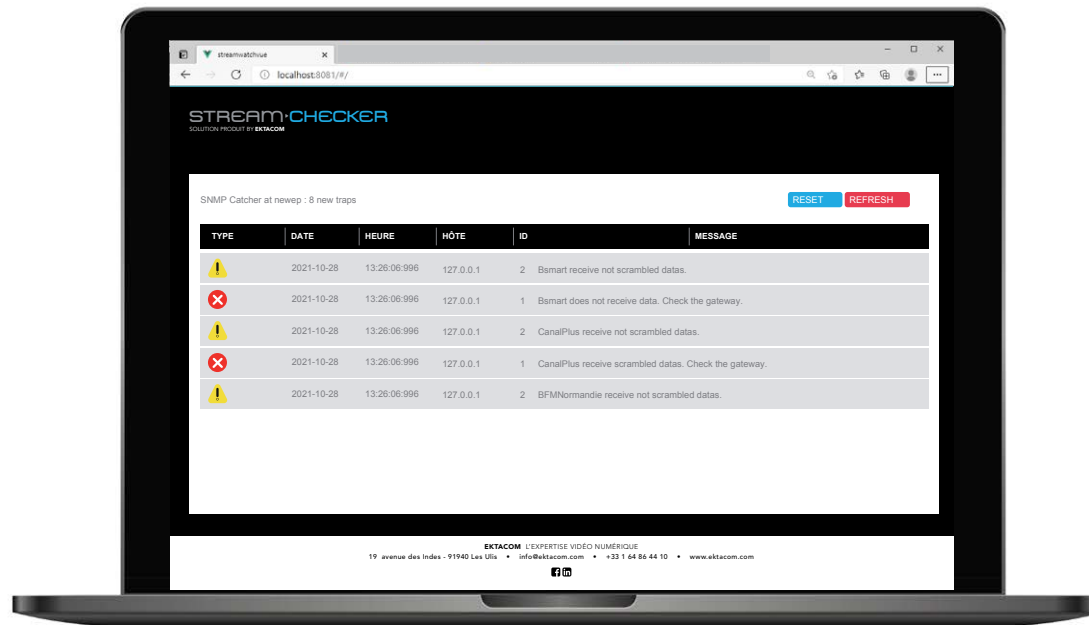 streamwatchvue
localhost:8081/#/
STREAM·CHECKER
SOLUTION PRODUIT BY EKTACOM
SNMP Catcher at newep : 8 new traps
RESET REFRESH
TYPE DATE HEURE HÔTE ID MESSAGE
2021-10-28 13:26:06:996 127.0.0.1 2 Bsmart receive not scrambled datas.
2021-10-28 13:26:06:996 127.0.0.1 1 Bsmart does not receive data. Check the gateway.
2021-10-28 13:26:06:996 127.0.0.1 2 CanalPlus receive not scrambled datas.
2021-10-28 13:26:06:996 127.0.0.1 1 CanalPlus receive scrambled datas. Check the gateway.
2021-10-28 13:26:06:996 127.0.0.1 2 BFMNormandie receive not scrambled datas.
EKTACOM L'EXPERTISE VIDÉO NUMÉRIQUE
19 avenue des Indes - 91940 Les Ulis • info@ektacom.com • +33 1 64 86 44 10 • www.ektacom.com